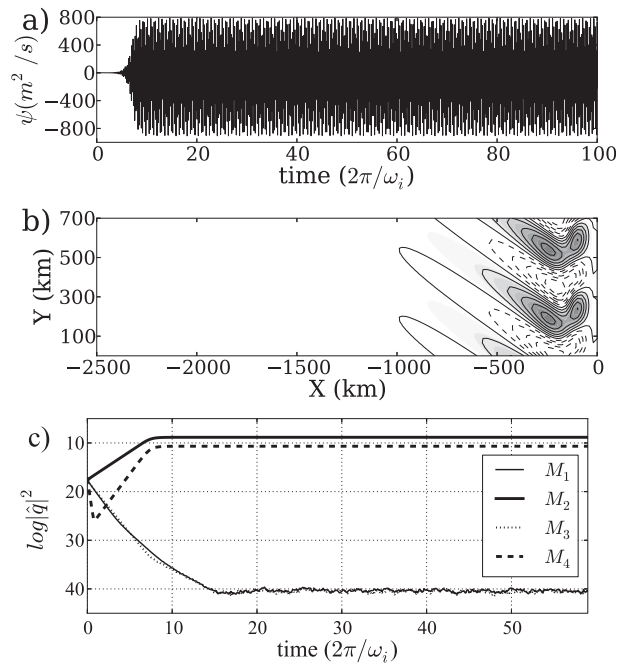 a)
800
400
0
−400
−800
ψ(m² /s)
0 20 40 60 80 100
time (2π/ω_i)
b)
700
500
300
100
Y (km)
−2500 −2000 −1500 −1000 −500 0
X (km)
c)
10
20
30
40
log|q̂|²
M₁
M₂
M₃
M₄
0 10 20 30 40 50
time (2π/ω_i)